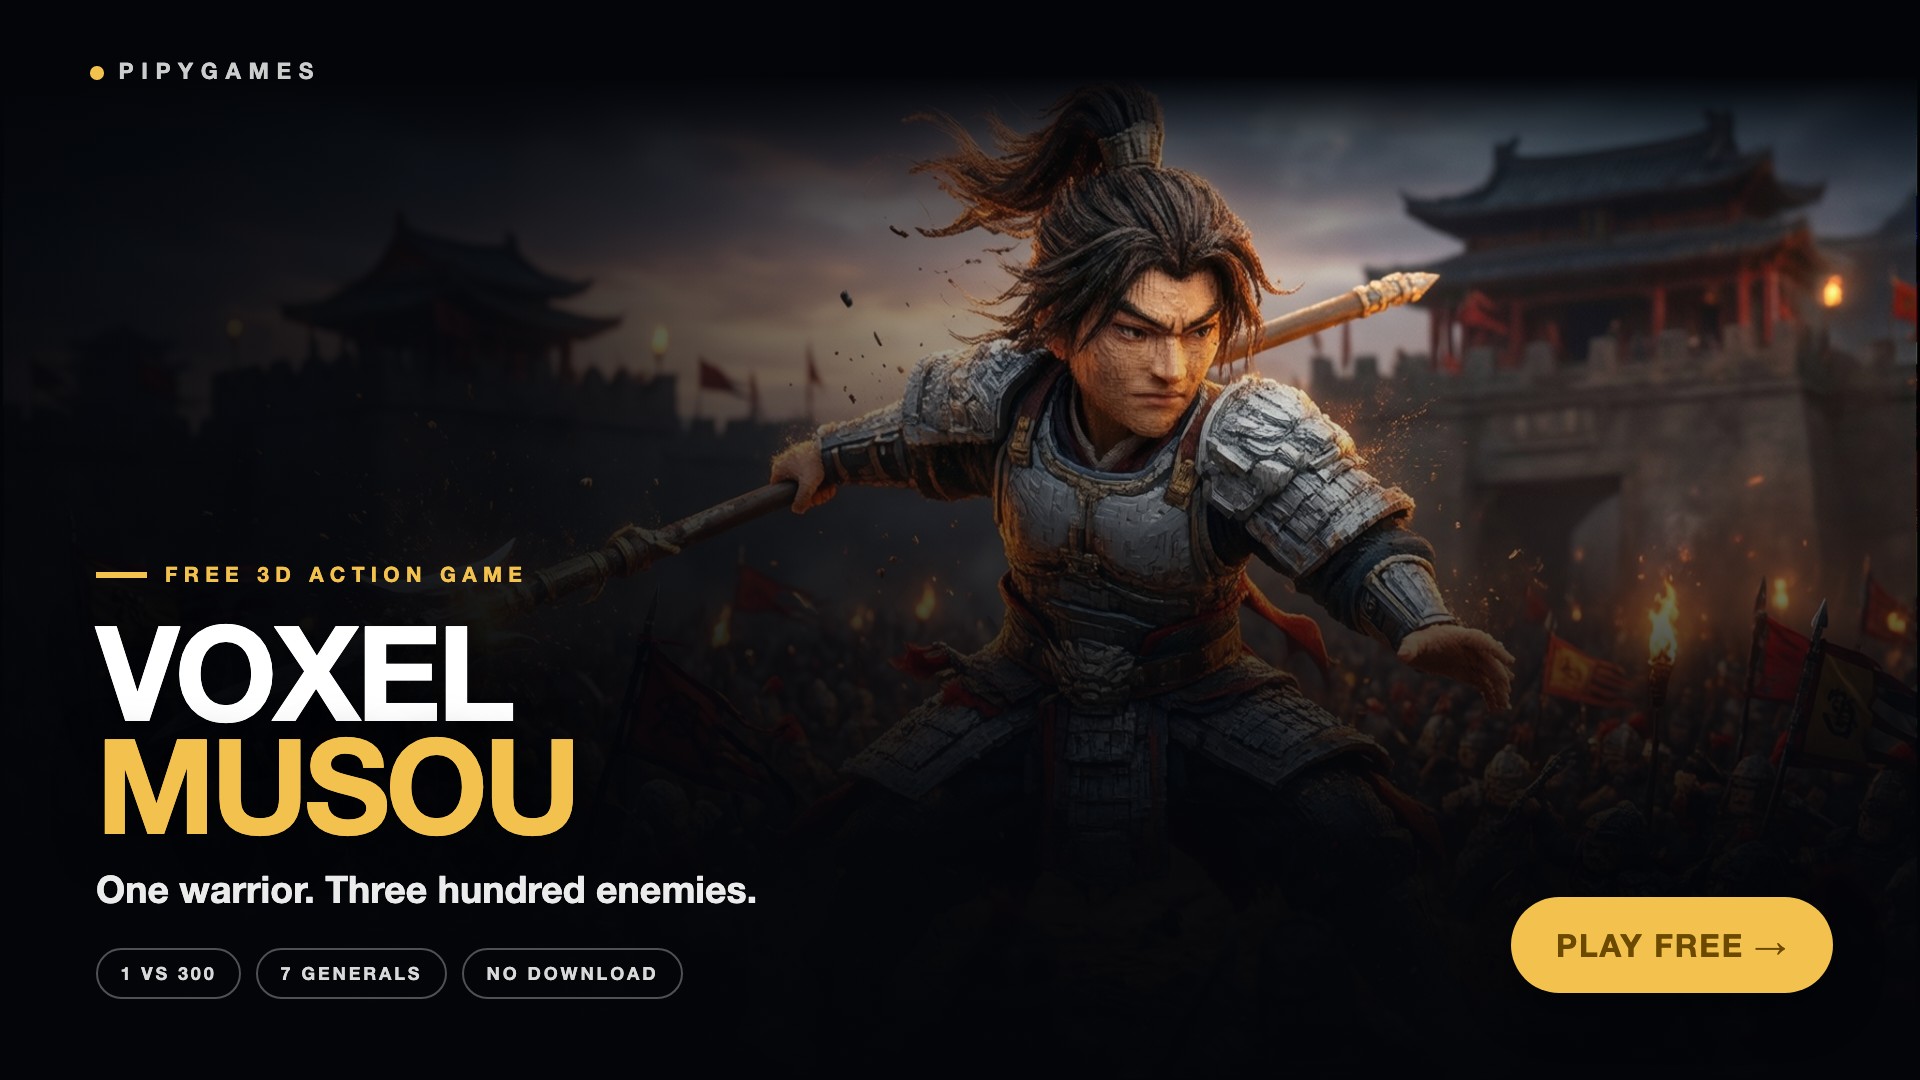 PIPYGAMES
FREE 3D ACTION GAME
VOXEL
MUSOU
One warrior. Three hundred enemies.
1 VS 300
7 GENERALS
NO DOWNLOAD
PLAY FREE →